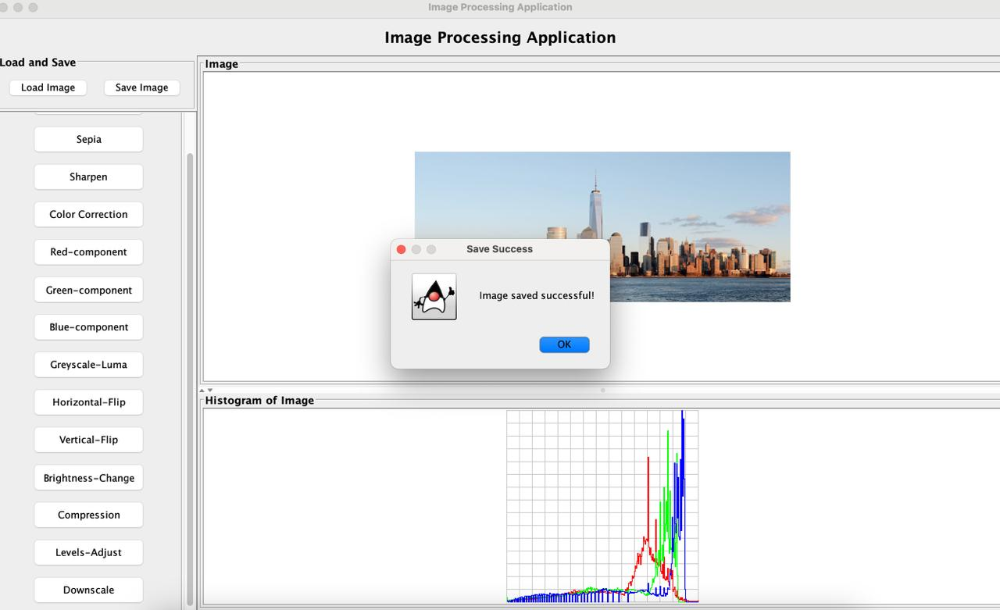 Image Processing Application
Image Processing Application
Load and Save
Load Image
Save Image
Sepia
Sharpen
Color Correction
Red-component
Green-component
Blue-component
Greyscale-Luma
Horizontal-Flip
Vertical-Flip
Brightness-Change
Compression
Levels-Adjust
Downscale
Image
Save Success
Image saved successful!
OK
Histogram of Image